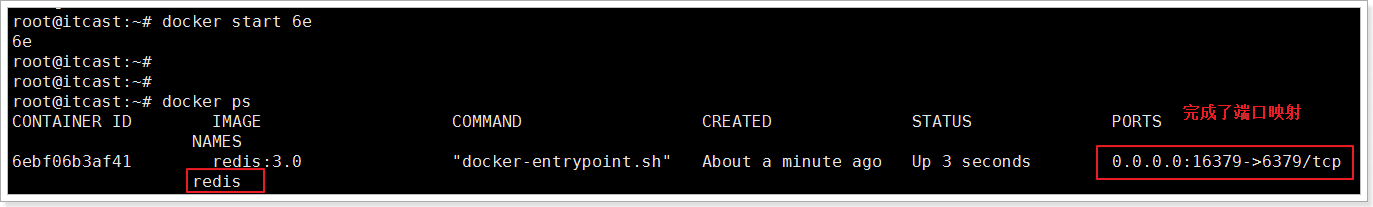 root@itcast:~# docker start 6e
6e
root@itcast:~#
root@itcast:~#
root@itcast:~# docker ps
CONTAINER ID IMAGE COMMAND CREATED STATUS PORTS 完成了端口映射
NAMES
6ebf06b3af41 redis:3.0 "docker-entrypoint.sh" About a minute ago Up 3 seconds 0.0.0.0:16379->6379/tcp
redis